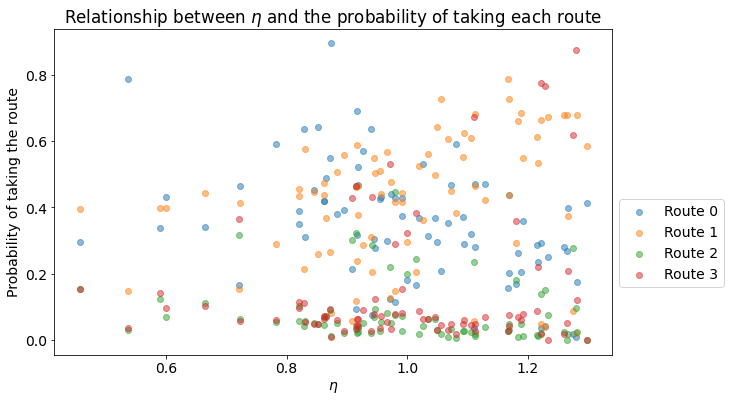 Relationship between η and the probability of taking each route
Probability of taking the route
0.8
0.6
0.4
0.2
0.0
0.6
0.8
1.0
1.2
η
Route 0
Route 1
Route 2
Route 3